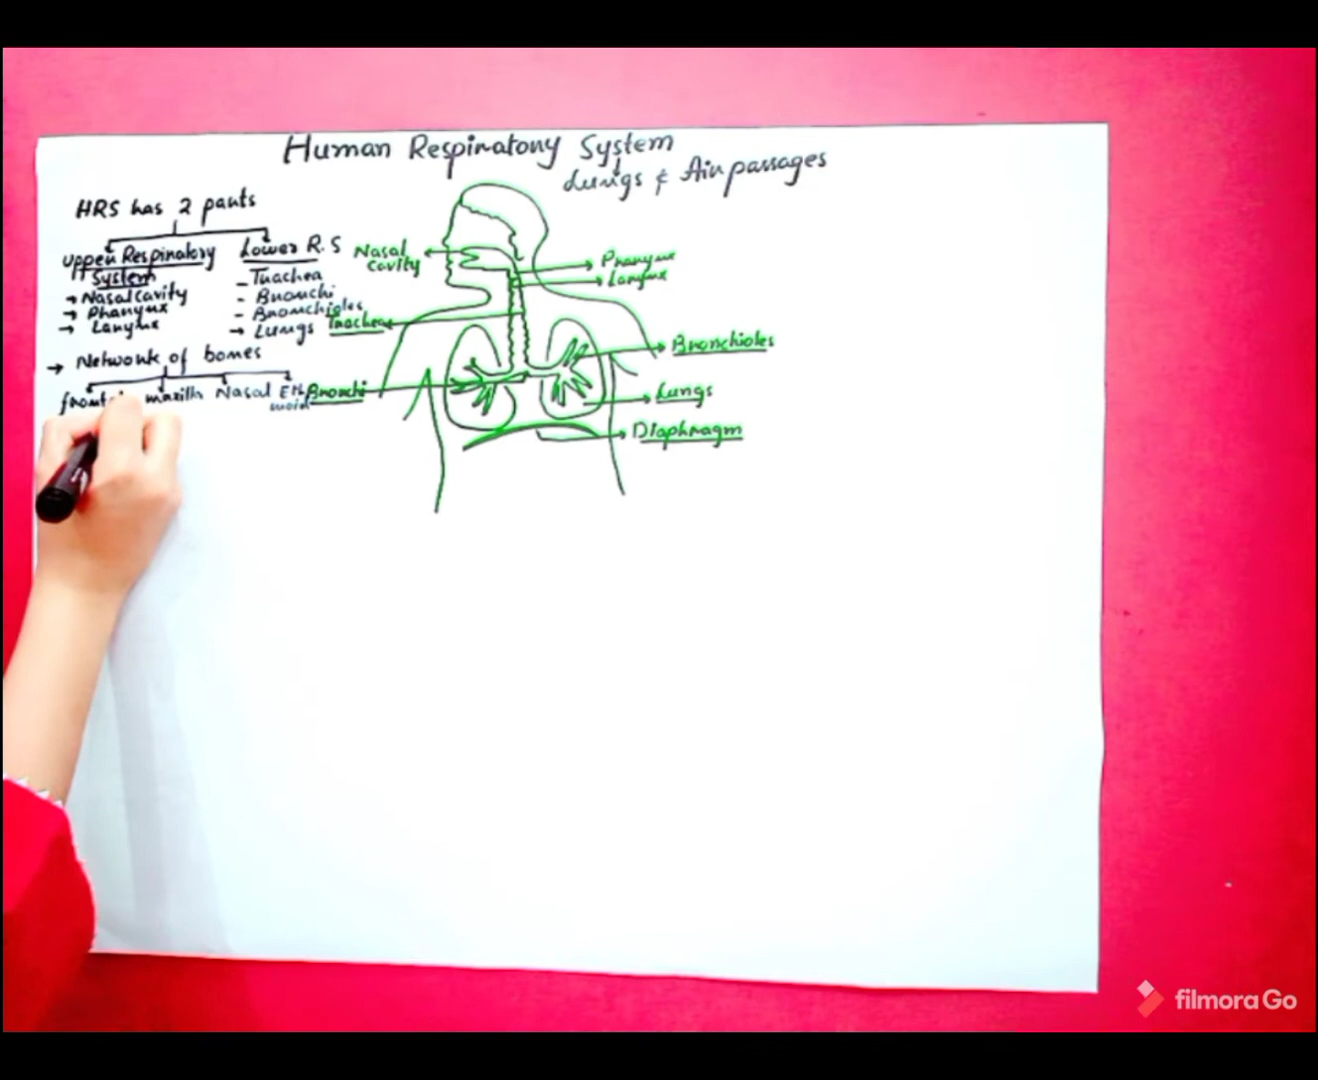 Human Respiratory System
Lungs & Air passages
HRS has 2 parts
Upper Respiratory System
→ Nasal cavity
→ Pharynx
→ Larynx
Lower R.S
- Trachea
- Bronchi
- Bronchioles
→ Lungs
→ Network of bones
maxilla
Nasal
Eth
moid
Nasal cavity
Trachea
Bronchi
Pharynx
Larynx
Bronchioles
Lungs
Diaphragm
filmora Go